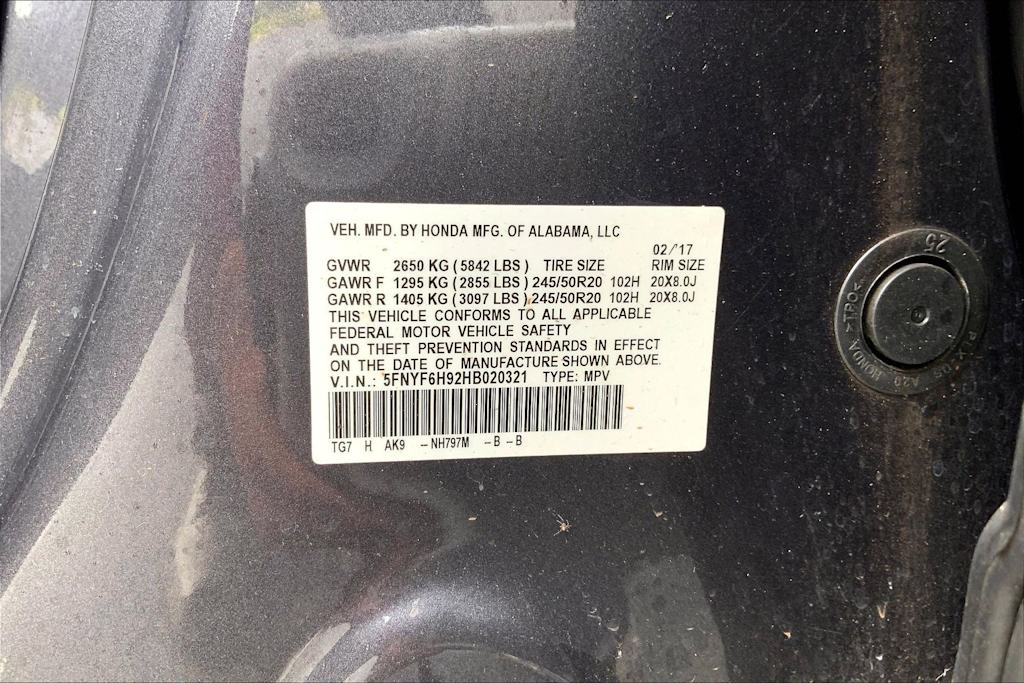 VEH. MFD. BY HONDA MFG. OF ALABAMA, LLC
02/'17
GVWR 2650 KG (5842 LBS) TIRE SIZE RIM SIZE
GAWR F 1295 KG (2855 LBS) 245/50R20 102H 20X8.0J
GAWR R 1405 KG (3097 LBS) 245/50R20 102H 20X8.0J
THIS VEHICLE CONFORMS TO ALL APPLICABLE
FEDERAL MOTOR VEHICLE SAFETY
AND THEFT PREVENTION STANDARDS IN EFFECT
ON THE DATE OF MANUFACTURE SHOWN ABOVE.
V.I.N.: 5FNYF6H92HB020321 TYPE: MPV
TG7 H AK9 --NH797M --B --B
25
HONDA >TPO<
A20